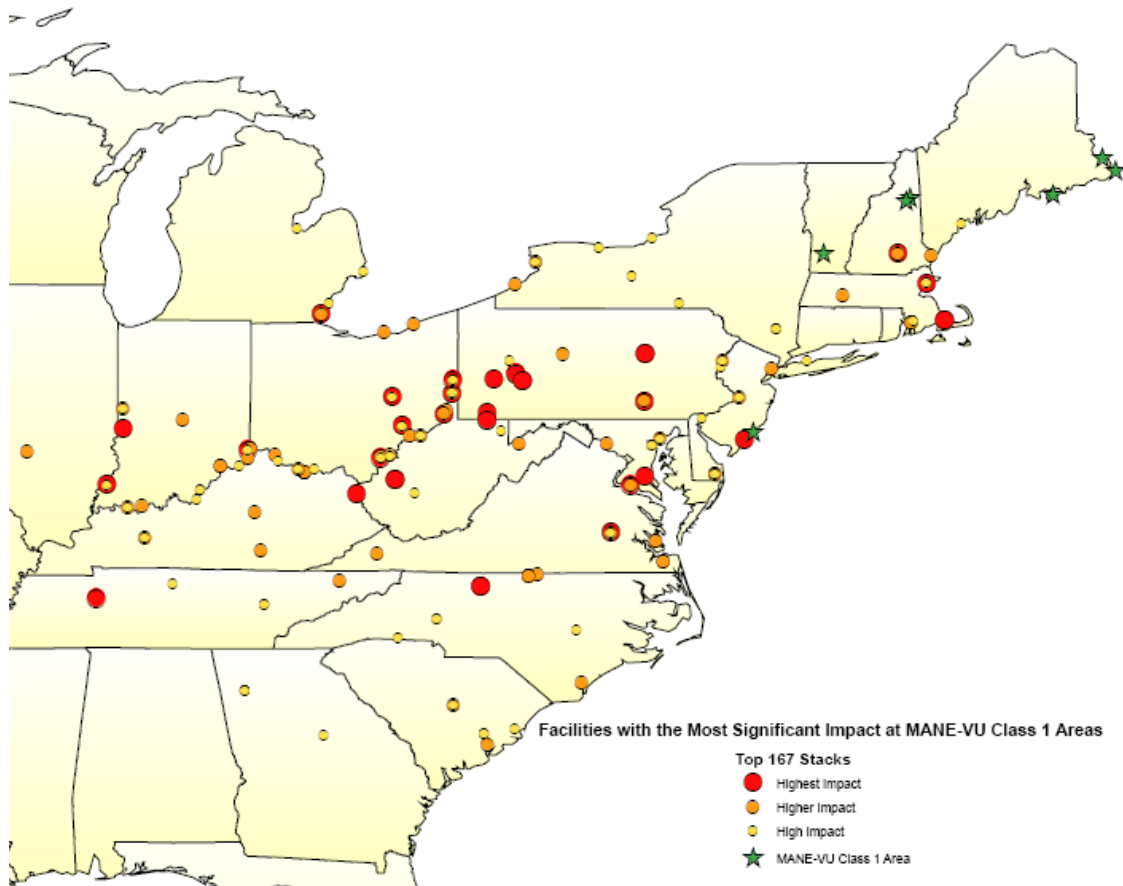 Facilities with the Most Significant Impact at MANE-VU Class 1 Areas
Top 167 Stacks
Highest Impact
Higher Impact
High Impact
MANE-VU Class 1 Area